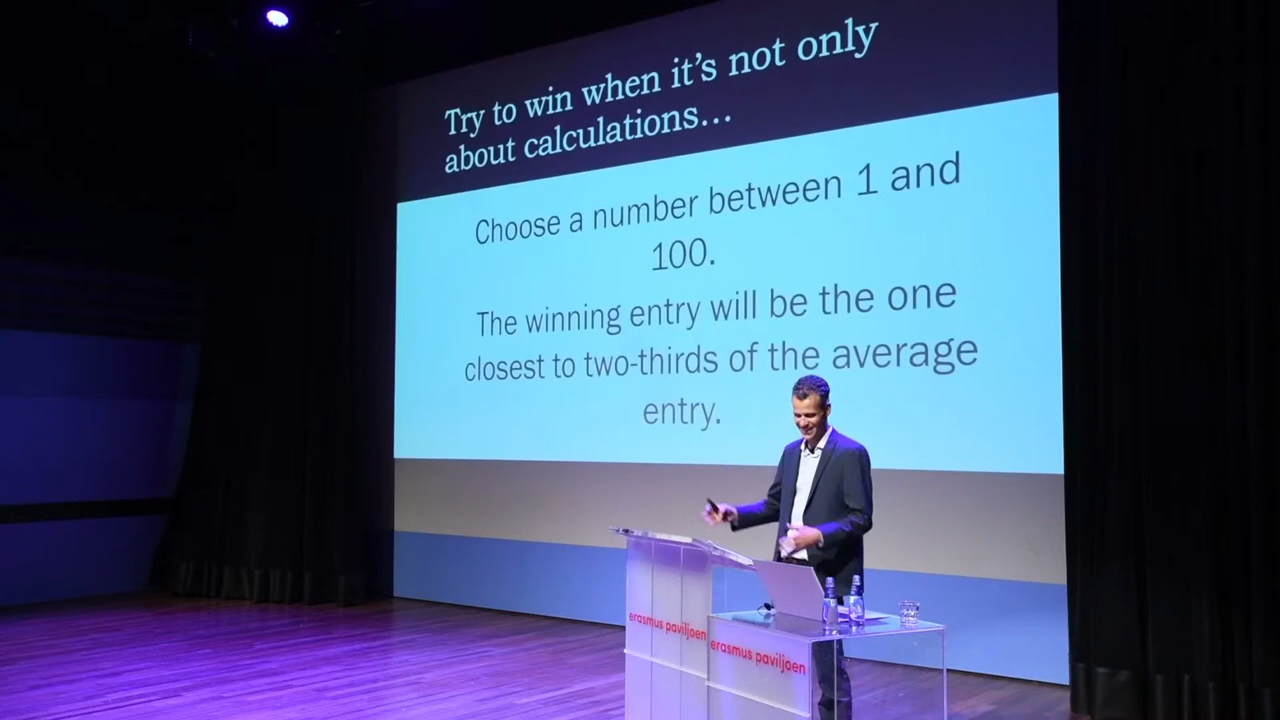 Try to win when it's not only
about calculations...
Choose a number between 1 and
100.
The winning entry will be the one
closest to two-thirds of the average
entry.
erasmus paviljoen
erasmus paviljoen